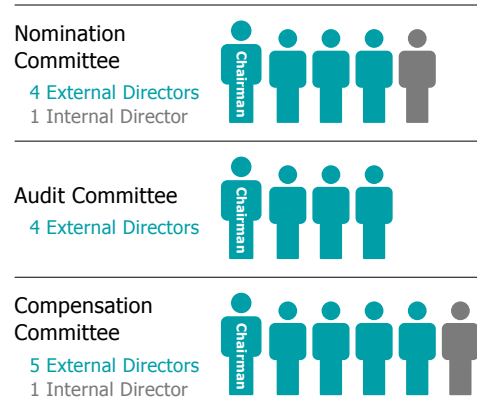 Nomination
Committee
4 External Directors
1 Internal Director
Chairman
Audit Committee
4 External Directors
Chairman
Compensation
Committee
5 External Directors
1 Internal Director
Chairman